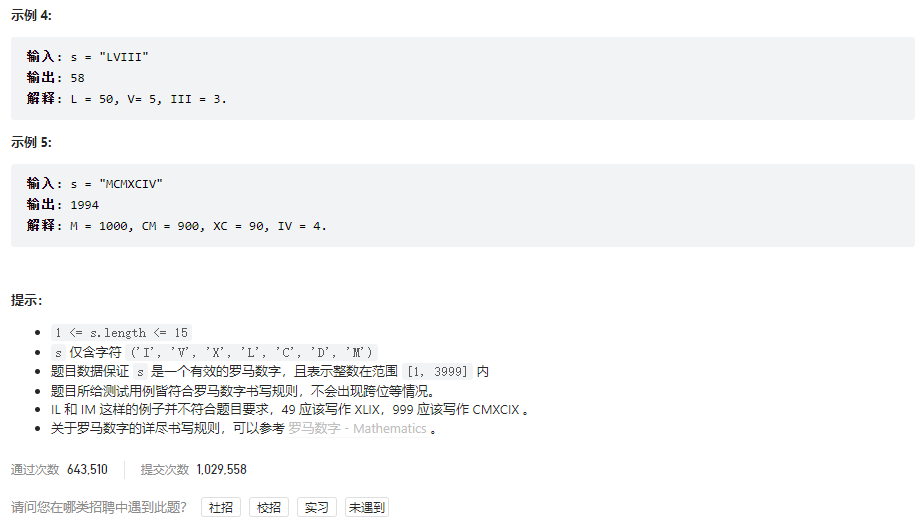 示例 4:
输入: s = "LVIII"
输出: 58
解释: L = 50, V= 5, III = 3.
示例 5:
输入: s = "MCMXCIV"
输出: 1994
解释: M = 1000, CM = 900, XC = 90, IV = 4.
提示：
1 <= s.length <= 15
s 仅含字符 ('I', 'V', 'X', 'L', 'C', 'D', 'M')
题目数据保证 s 是一个有效的罗马数字，且表示整数在范围 [1, 3999] 内
题目所给测试用例皆符合罗马数字书写规则，不会出现跨位等情况。
IL 和 IM 这样的例子并不符合题目要求，49 应该写作 XLIX，999 应该写作 CMXCIX 。
关于罗马数字的详尽书写规则，可以参考 罗马数字 - Mathematics 。
通过次数 643,510 提交次数 1,029,558
请问您在哪类招聘中遇到此题？ 社招 校招 实习 未遇到